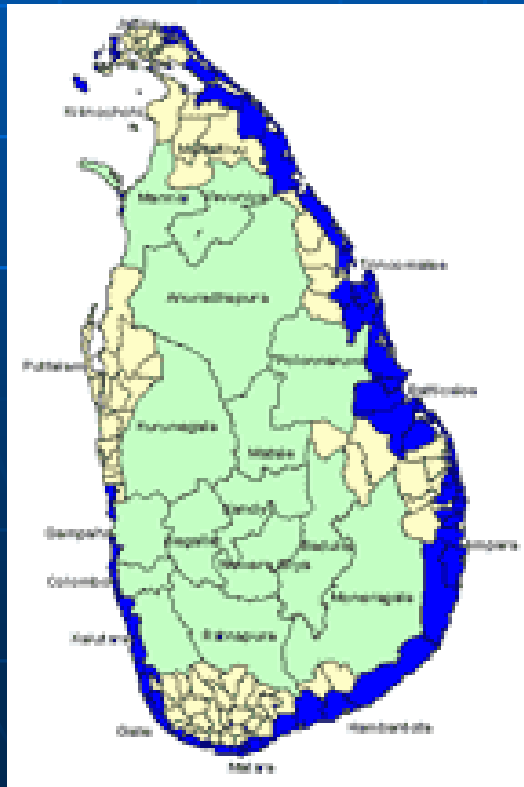 Jaffna
Kilinochchi
Mannar
Vavuniya
Trincomalee
Anuradhapura
Polonnaruwa
Puttalam
Batticaloa
Kurunegala
Matale
Kandy
Gampaha
Kegalle
Badulla
Ampara
Nuwara Eliya
Colombo
Moneragala
Kalutara
Ratnapura
Galle
Hambantota
Matara